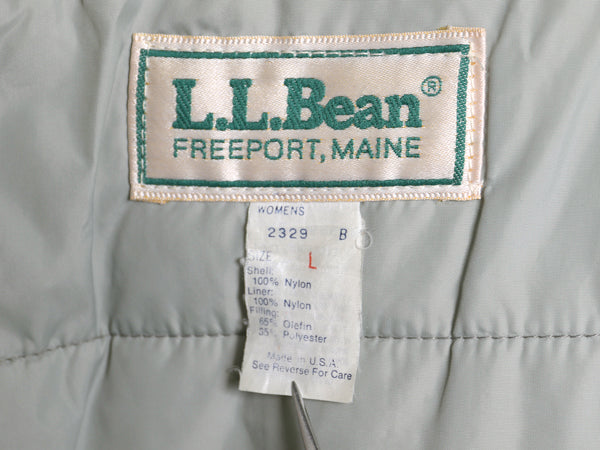 L.L.Bean®
FREEPORT, MAINE
WOMENS
2329 B
SIZE L
Shell:
100% Nylon
Liner:
100% Nylon
Filling:
65% Olefin
35% Polyester
Made in U.S.A
See Reverse For Care